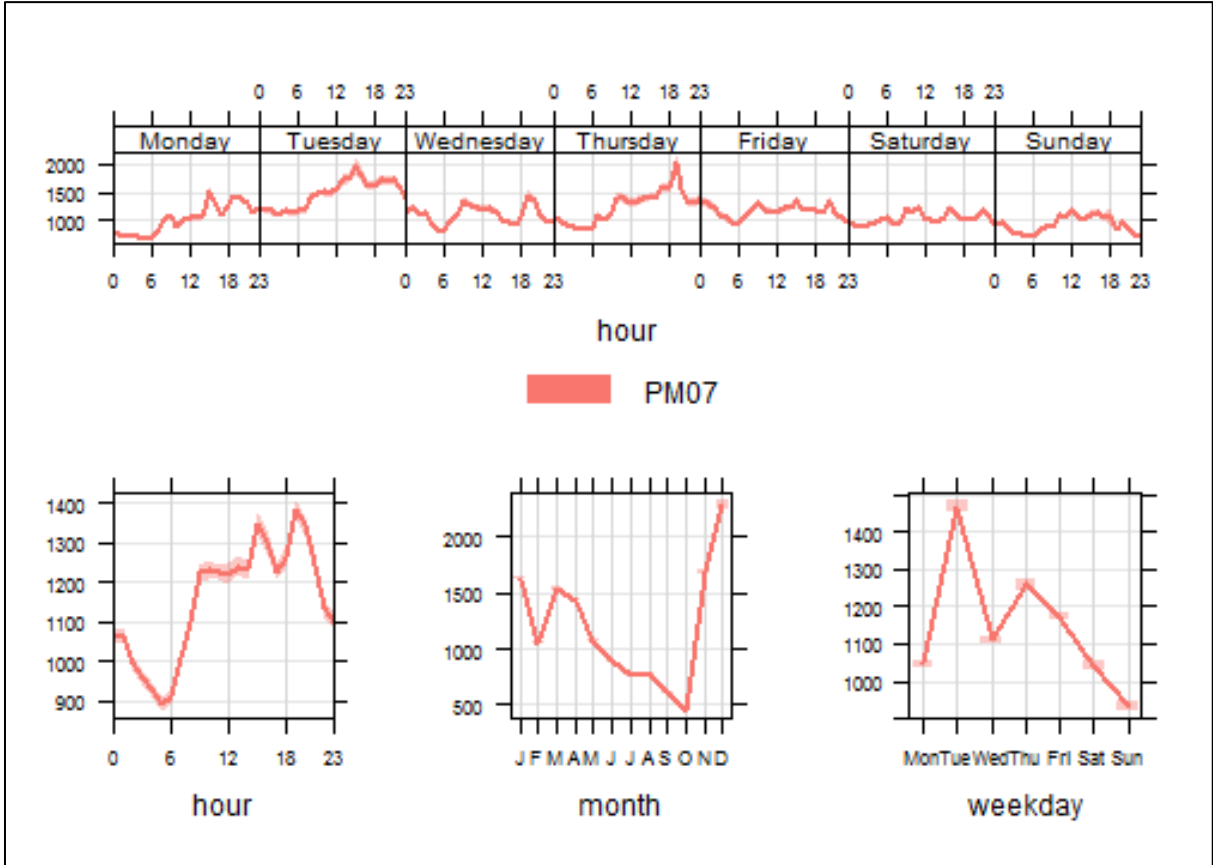 0 6 12 18 23 0 6 12 18 23 0 6 12 18 23
Monday Tuesday Wednesday Thursday Friday Saturday Sunday
2000
1500
1000
0 6 12 18 23 0 6 12 18 23 0 6 12 18 23 0 6 12 18 23
hour
PM07
1400
1300
1200
1100
1000
900
0 6 12 18 23
hour
2000
1500
1000
500
J F M A M J J A S O N D
month
1400
1300
1200
1100
1000
Mon Tue Wed Thu Fri Sat Sun
weekday